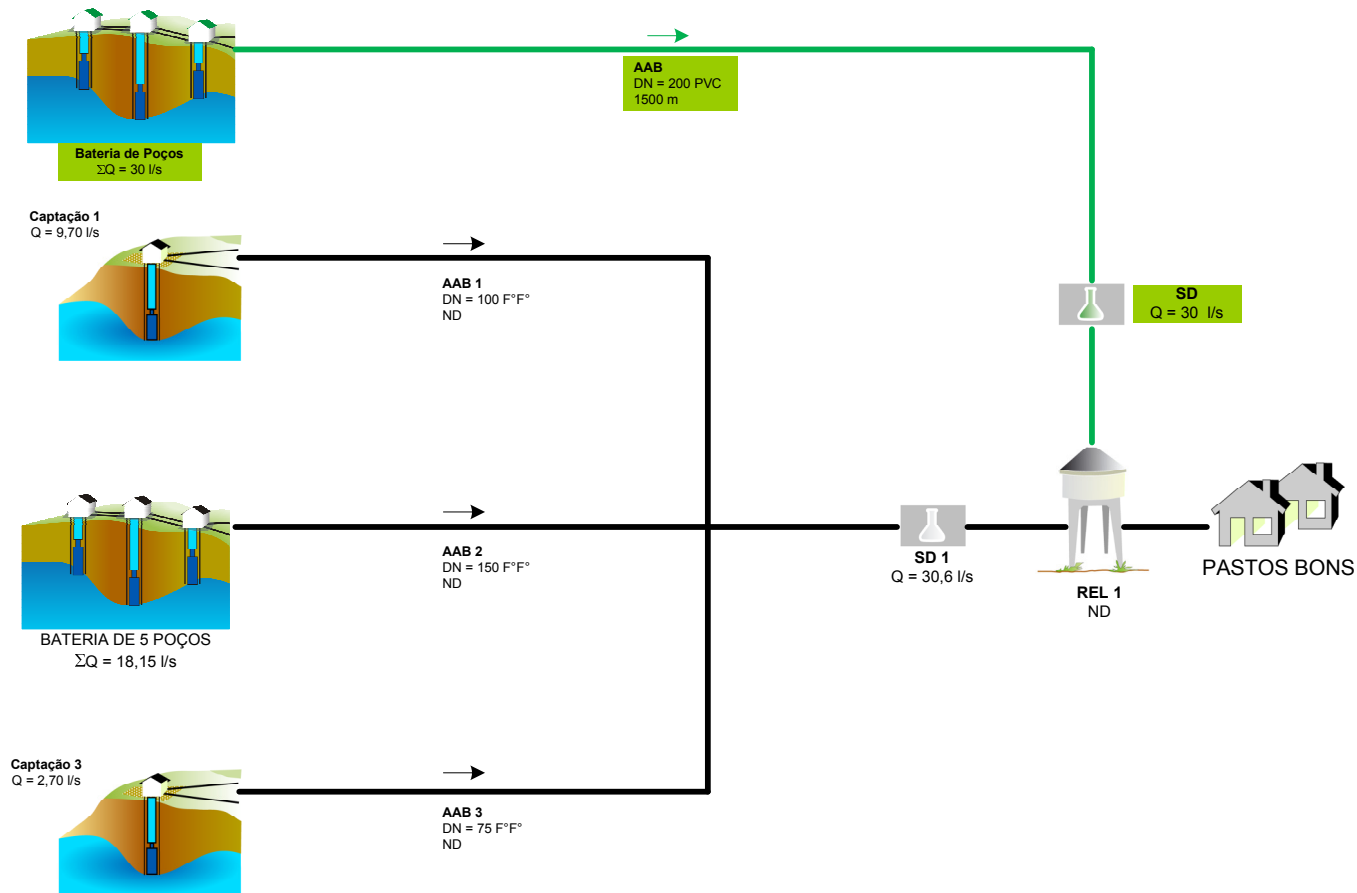 AAB
DN = 200 PVC
1500 m
Bateria de Poços
ΣQ = 30 l/s
Captação 1
Q = 9,70 l/s
AAB 1
DN = 100 F°F°
ND
SD
Q = 30 l/s
BATERIA DE 5 POÇOS
ΣQ = 18,15 l/s
AAB 2
DN = 150 F°F°
ND
SD 1
Q = 30,6 l/s
REL 1
ND
PASTOS BONS
Captação 3
Q = 2,70 l/s
AAB 3
DN = 75 F°F°
ND